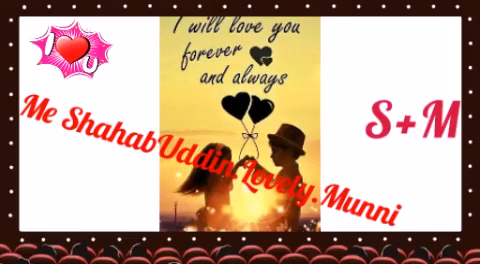 I will love you
forever
and always
I U
Me ShahabUddin.Lovely.Munni
S+M